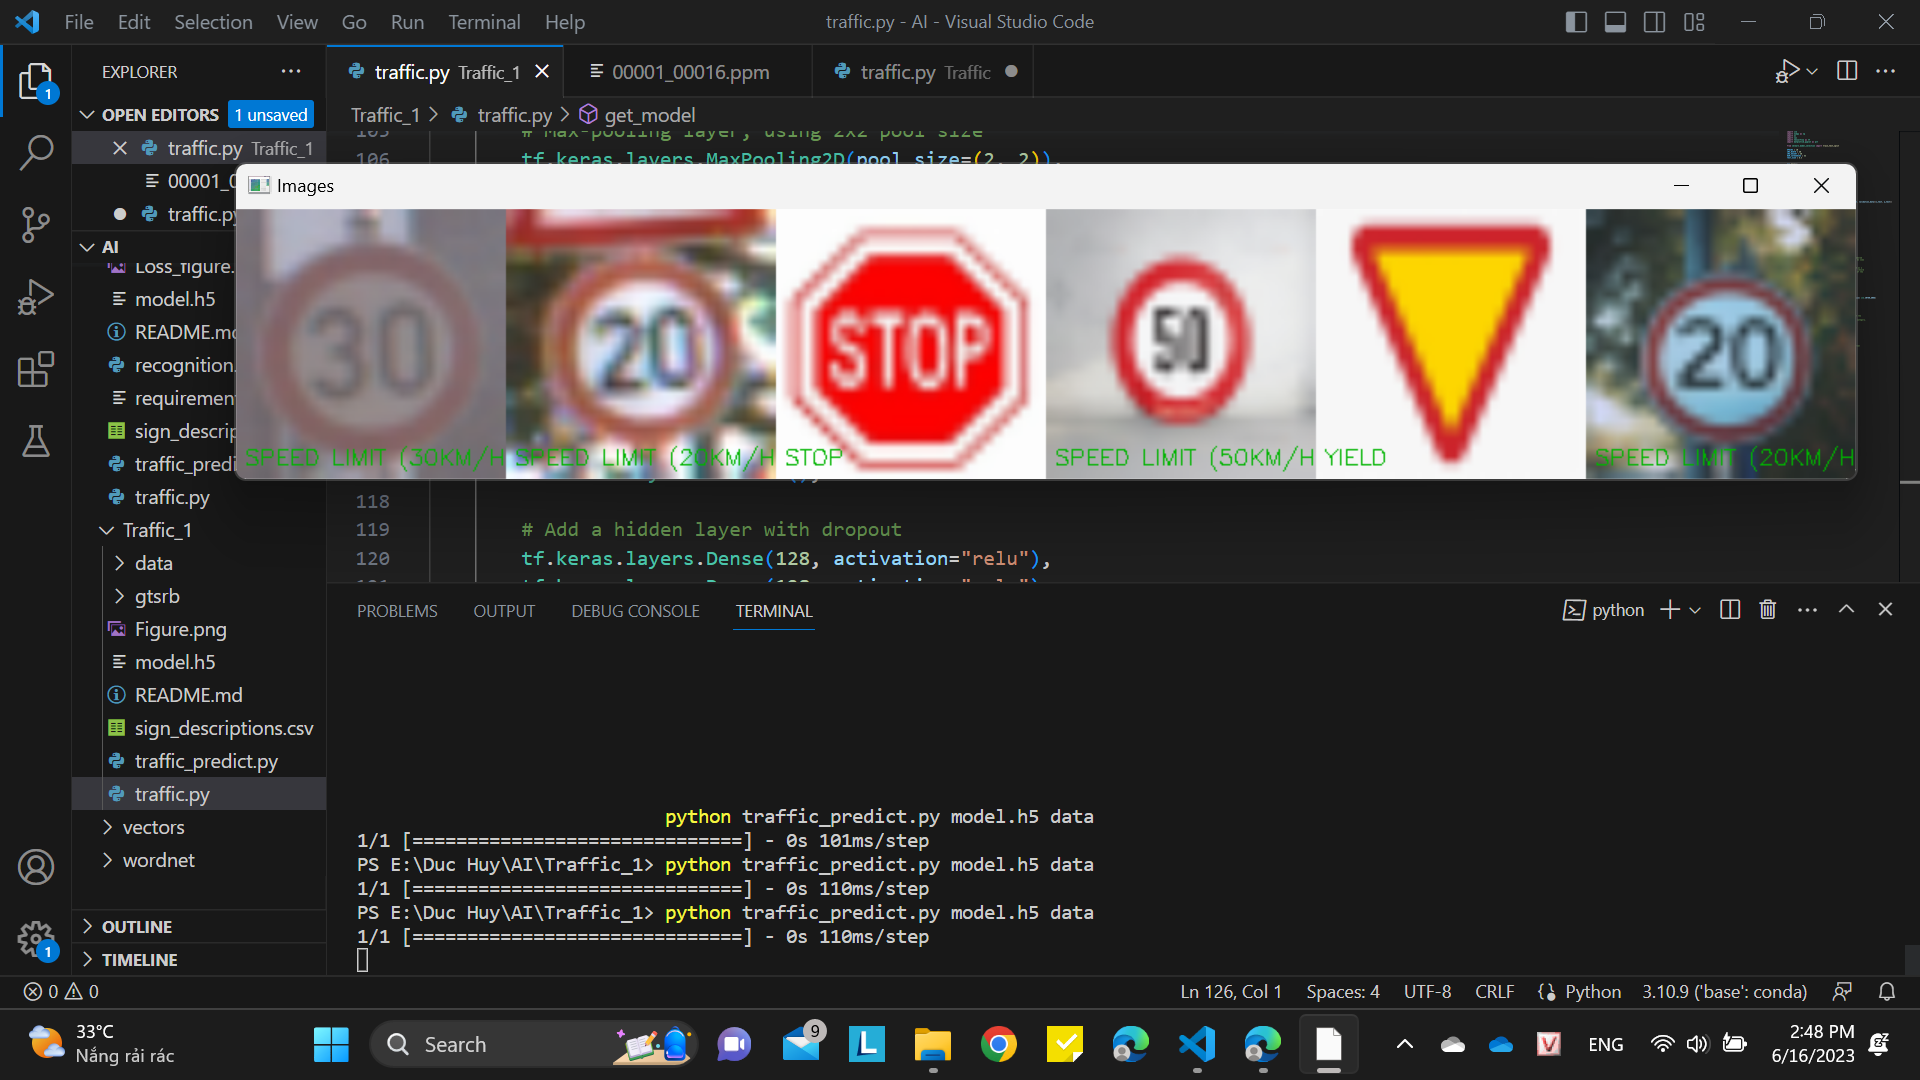 File Edit Selection View Go Run Terminal Help
traffic.py - AI - Visual Studio Code
EXPLORER
traffic.py Traffic_1
00001_00016.ppm
traffic.py Traffic
OPEN EDITORS 1 unsaved
Traffic_1 > traffic.py > get_model
traffic.py Traffic_1
00001_0
traffic.py
105 # Max-pooling layer, using 2x2 pool size
106 tf.keras.layers.MaxPooling2D(pool_size=(2, 2)),
Images
30
20
STOP
50
20
SPEED LIMIT (30KM/H
SPEED LIMIT (20KM/H
STOP
SPEED LIMIT (50KM/H
YIELD
SPEED LIMIT (20KM/H
AI
Loss_figure.
model.h5
README.md
recognition.
requirement
sign_descrip
traffic_predi
traffic.py
Traffic_1
data
gtsrb
Figure.png
model.h5
README.md
sign_descriptions.csv
traffic_predict.py
traffic.py
vectors
wordnet
OUTLINE
TIMELINE
118
119 # Add a hidden layer with dropout
120 tf.keras.layers.Dense(128, activation="relu"),
PROBLEMS OUTPUT DEBUG CONSOLE TERMINAL
python
python traffic_predict.py model.h5 data
1/1 [==============================] - 0s 101ms/step
PS E:\Duc Huy\AI\Traffic_1> python traffic_predict.py model.h5 data
1/1 [==============================] - 0s 110ms/step
PS E:\Duc Huy\AI\Traffic_1> python traffic_predict.py model.h5 data
1/1 [==============================] - 0s 110ms/step
1
1
0 0
Ln 126, Col 1 Spaces: 4 UTF-8 CRLF Python 3.10.9 ('base': conda)
33°C
Nắng rải rác
Search
9
L
V
ENG
2:48 PM
6/16/2023